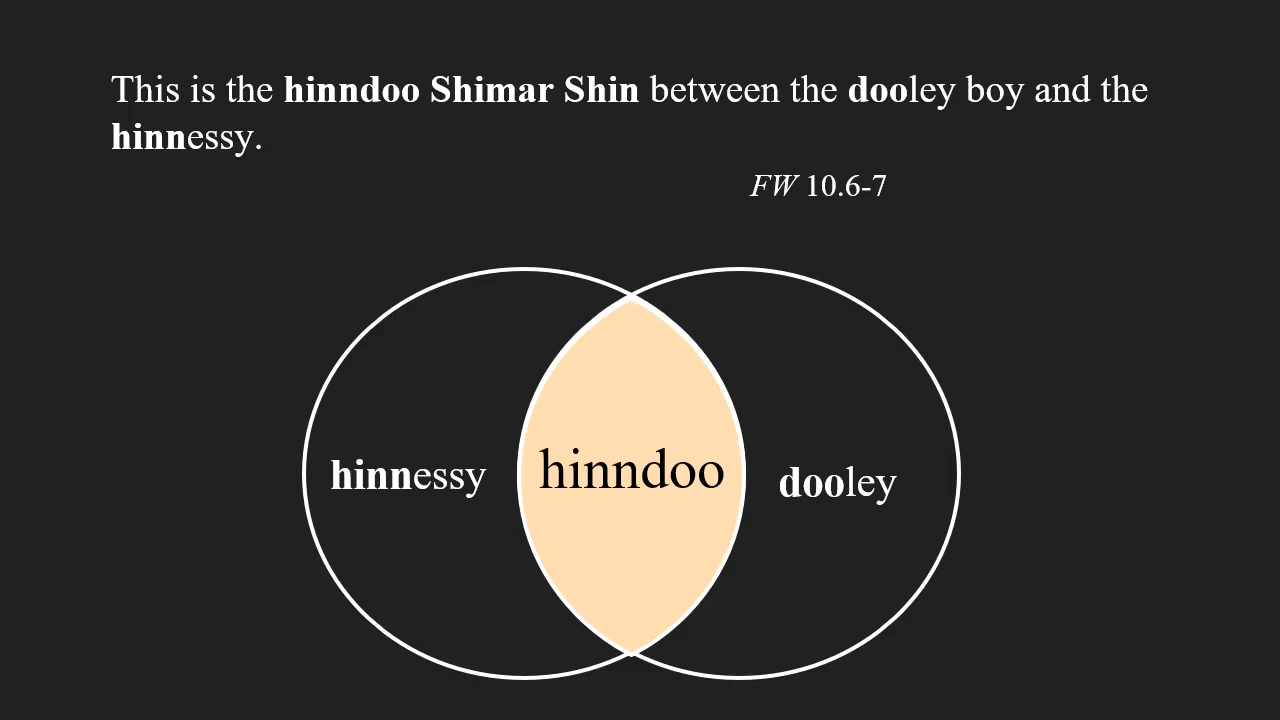 This is the hinndoo Shimar Shin between the dooley boy and the
hinnessy.
FW 10.6-7
hinnessy
hinndoo
dooley